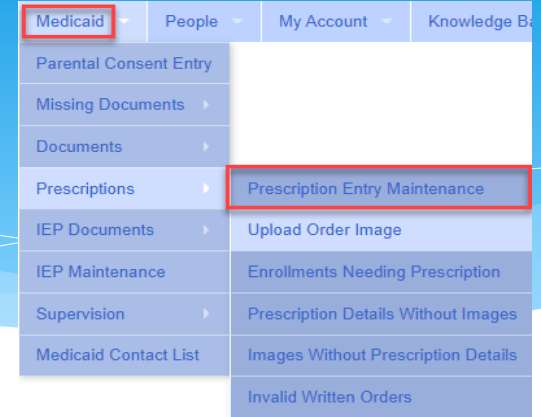 Medicaid People My Account Knowledge
Parental Consent Entry
Missing Documents
Documents
Prescriptions Prescription Entry Maintenance
IEP Documents Upload Order Image
IEP Maintenance Enrollments Needing Prescription
Supervision Prescription Details Without Images
Medicaid Contact List Images Without Prescription Details
Invalid Written Orders